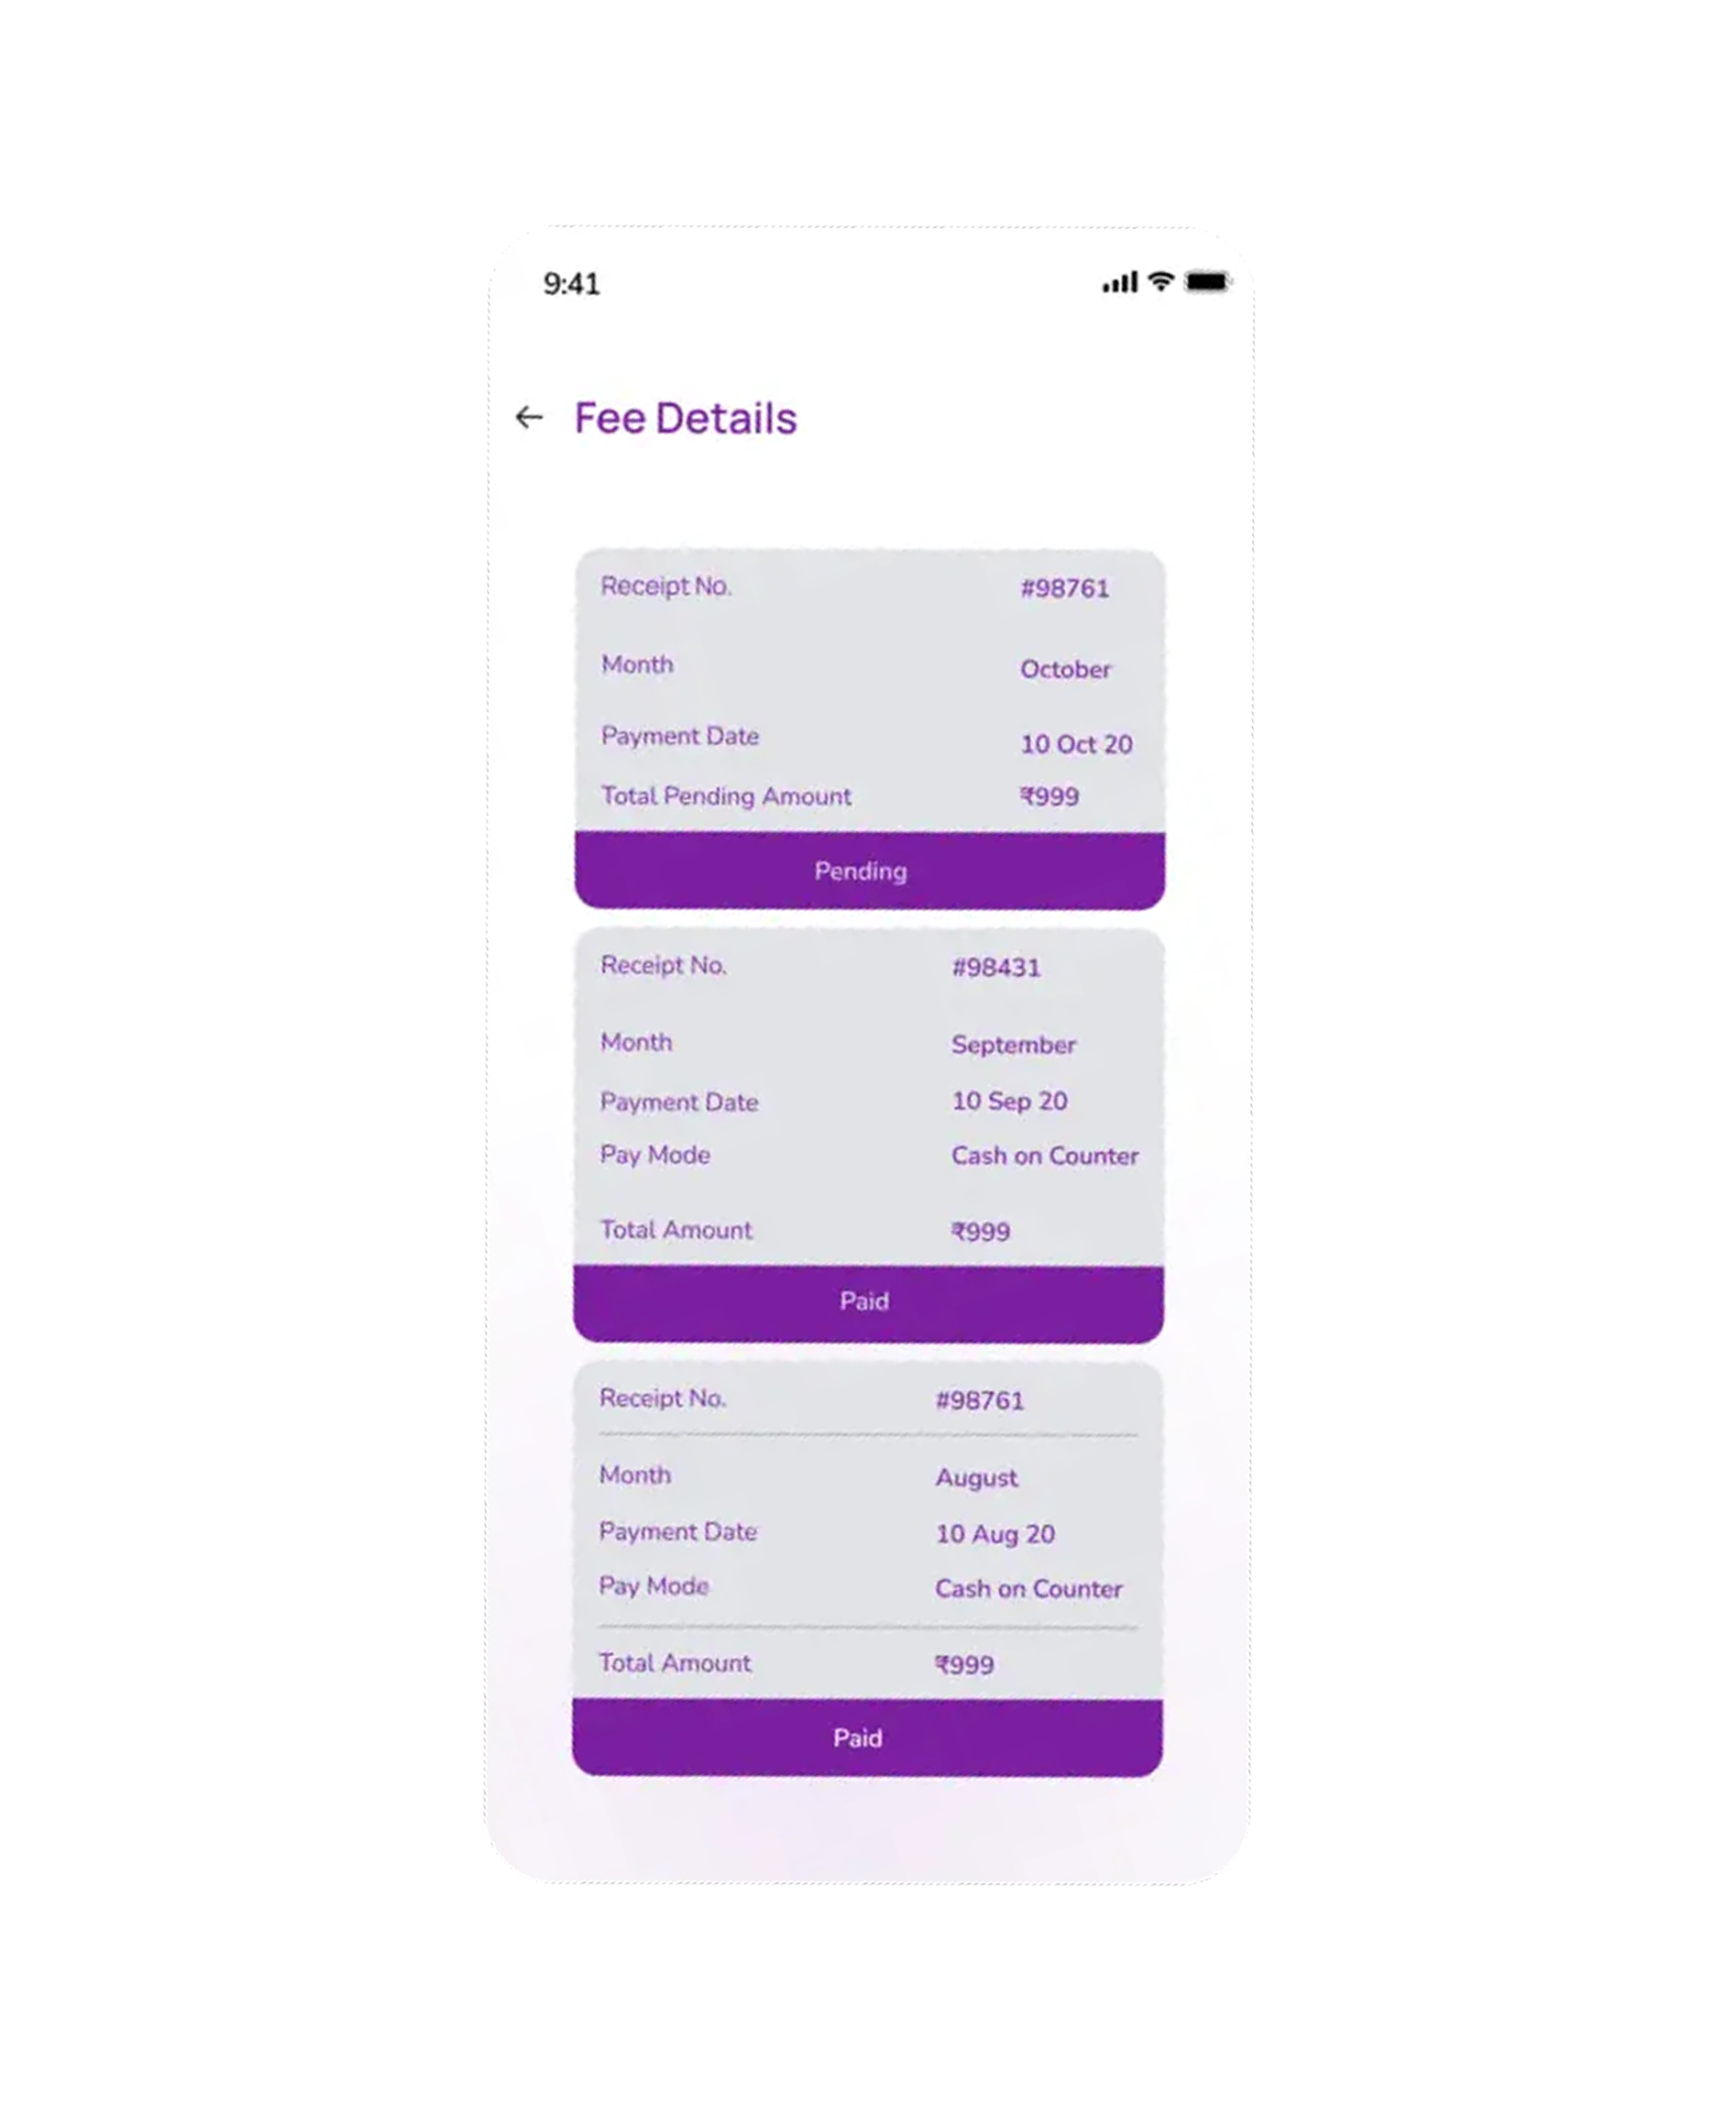 9:41
Fee Details
Receipt No. #98761
Month October
Payment Date 10 Oct 20
Total Pending Amount ₹999
Pending
Receipt No. #98431
Month September
Payment Date 10 Sep 20
Pay Mode Cash on Counter
Total Amount ₹999
Paid
Receipt No. #98761
Month August
Payment Date 10 Aug 20
Pay Mode Cash on Counter
Total Amount ₹999
Paid